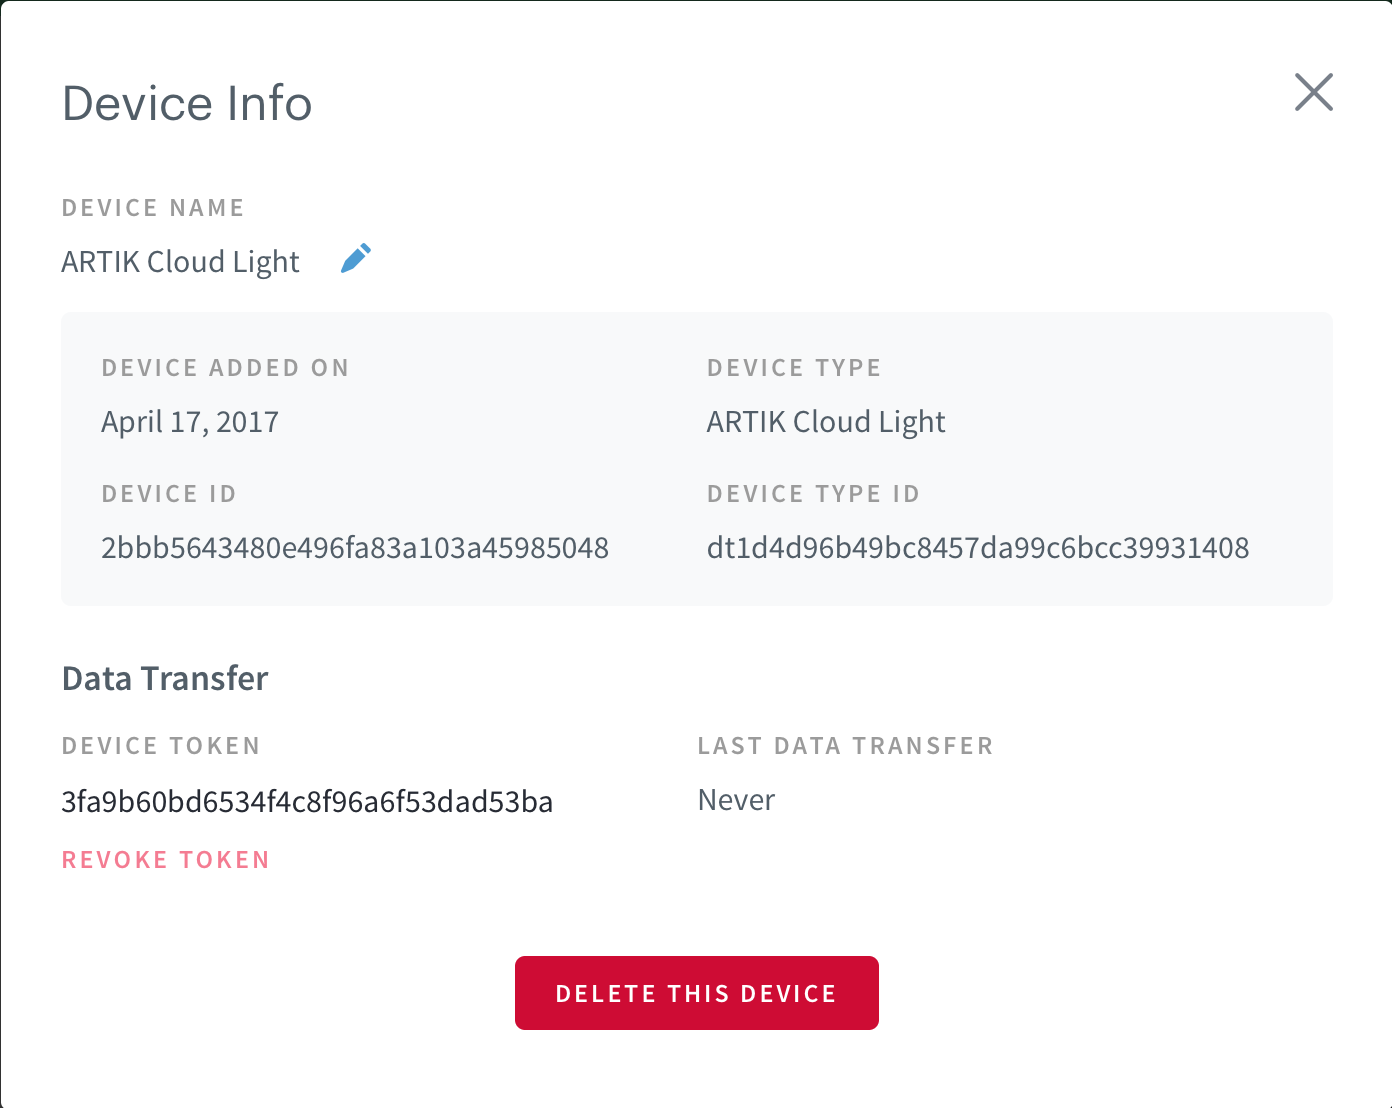 Device Info
DEVICE NAME
ARTIK Cloud Light
DEVICE ADDED ON
April 17, 2017
DEVICE TYPE
ARTIK Cloud Light
DEVICE ID
2bbb5643480e496fa83a103a45985048
DEVICE TYPE ID
dt1d4d96b49bc8457da99c6bcc39931408
Data Transfer
DEVICE TOKEN
3fa9b60bd6534f4c8f96a6f53dad53ba
REVOKE TOKEN
LAST DATA TRANSFER
Never
DELETE THIS DEVICE